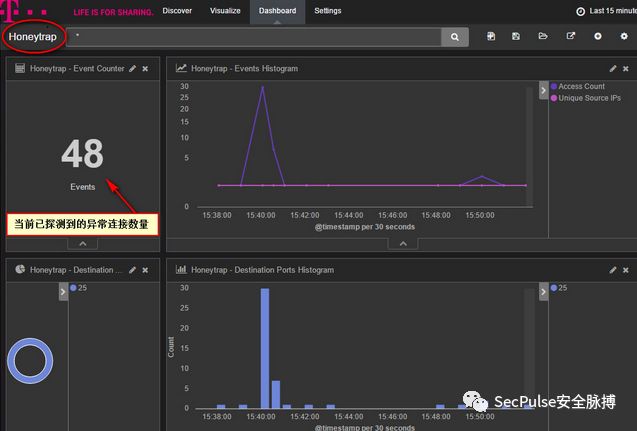 T
LIFE IS FOR SHARING.
Discover
Visualize
Dashboard
Settings
Last 15 minute
Honeytrap
*
Honeytrap - Event Counter
48
Events
当前已探测到的异常连接数量
Honeytrap - Events Histogram
30
25
20
15
10
5
0
15:38:00 15:40:00 15:42:00 15:44:00 15:46:00 15:48:00 15:50:00
@timestamp per 30 seconds
Access Count
Unique Source IPs
Honeytrap - Destination ...
25
Honeytrap - Destination Ports Histogram
Count
30
25
20
15
10
5
0
15:38:00 15:40:00 15:42:00 15:44:00 15:46:00 15:48:00 15:50:00
@timestamp per 30 seconds
25
SecPulse安全脉搏